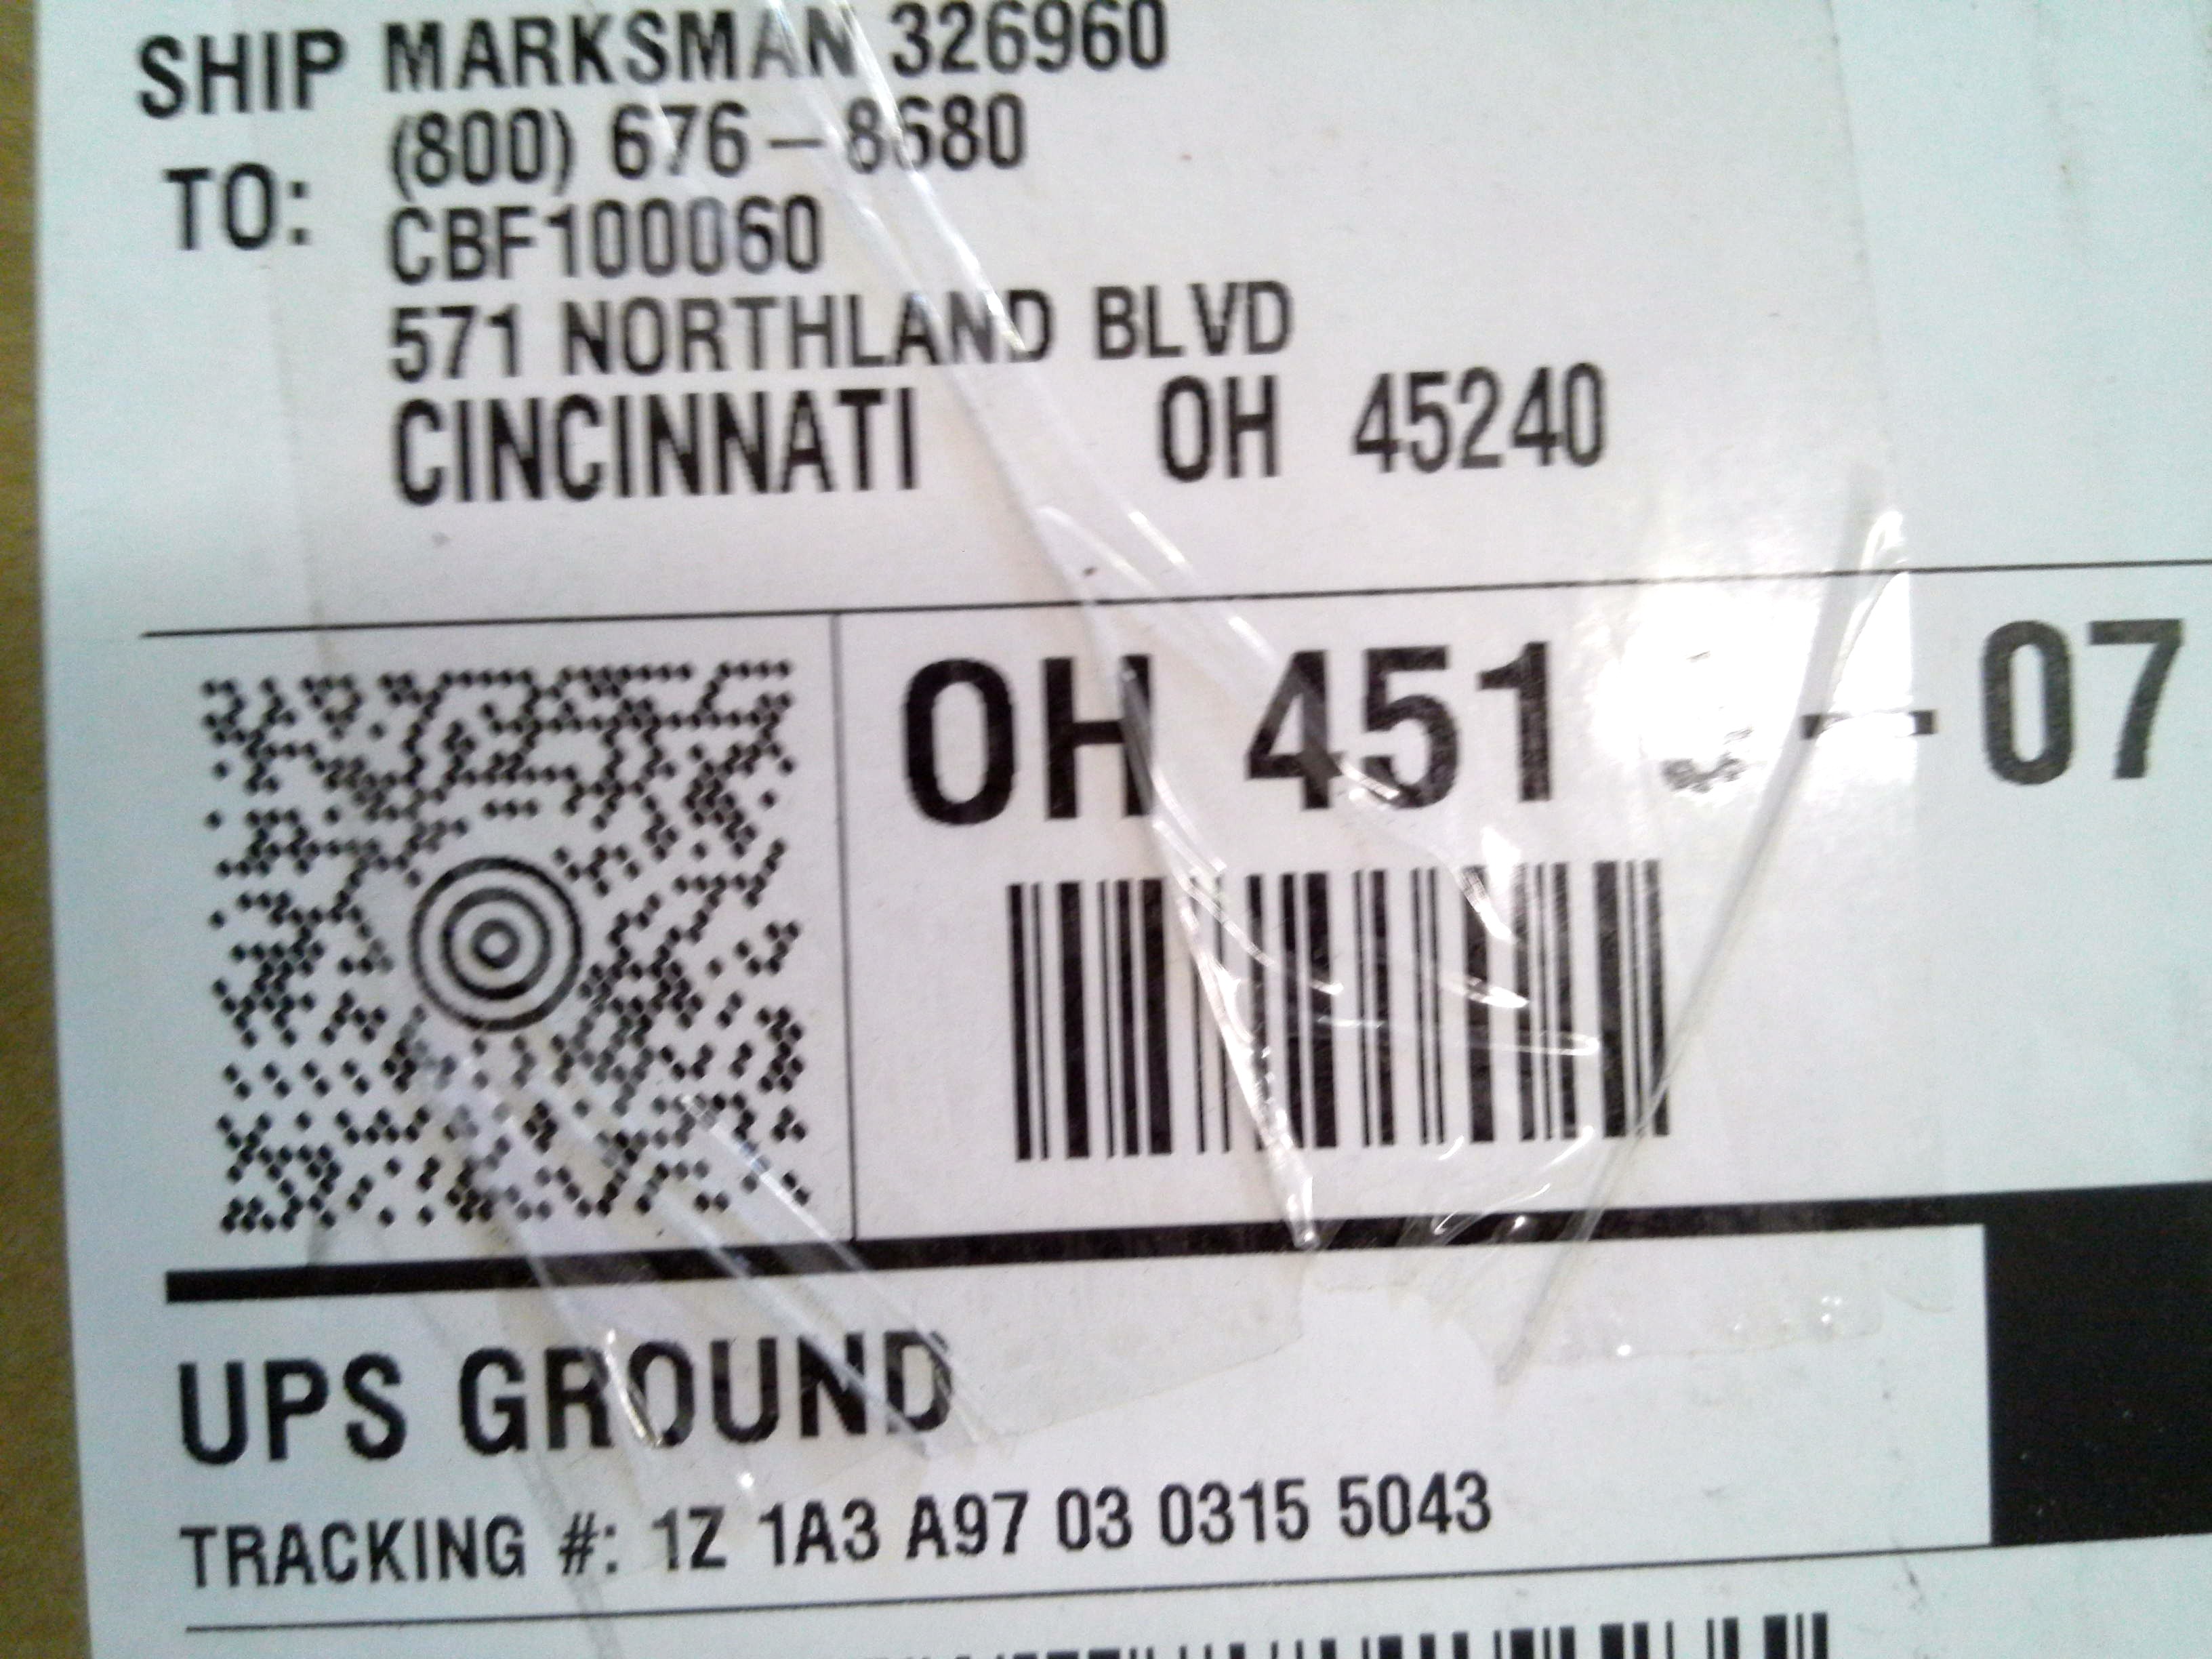 SHIP MARKSMAN 326960
(800) 676-8680
TO:
CBF100060
571 NORTHLAND BLVD
CINCINNATI OH 45240
OH -07
UPS GROUND
TRACKING #: 1Z 1A3 A97 03 0315 5043